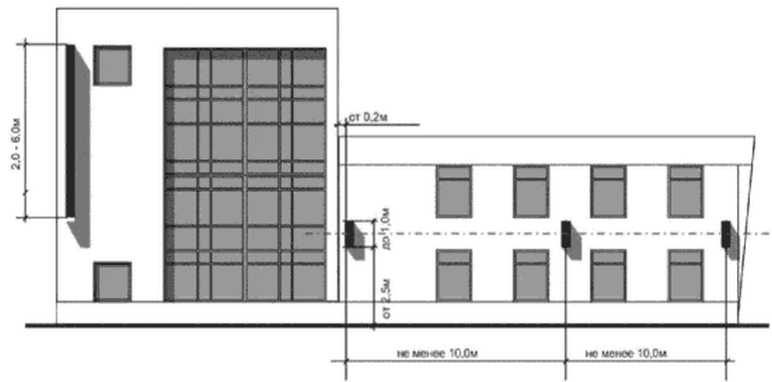 от 0,2м
2,0 - 6,0м
до 1,0м
от 2,5м
не менее 10,0м
не менее 10,0м